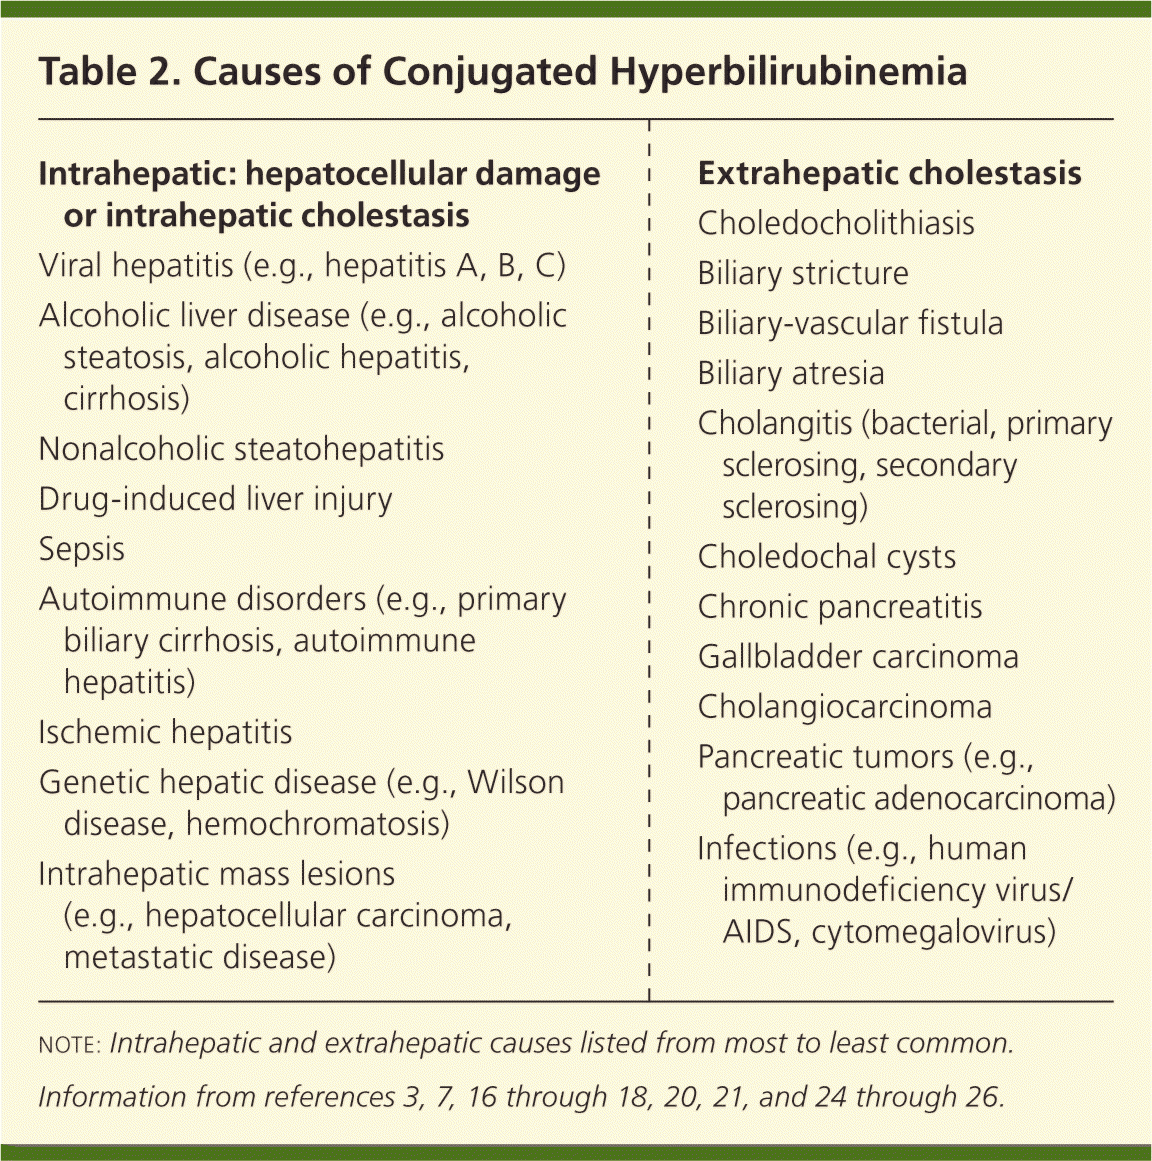 Table 2. Causes of Conjugated Hyperbilirubinemia
Intrahepatic: hepatocellular damage
or intrahepatic cholestasis
Viral hepatitis (e.g., hepatitis A, B, C)
Alcoholic liver disease (e.g., alcoholic
steatosis, alcoholic hepatitis,
cirrhosis)
Nonalcoholic steatohepatitis
Drug-induced liver injury
Sepsis
Autoimmune disorders (e.g., primary
biliary cirrhosis, autoimmune
hepatitis)
Ischemic hepatitis
Genetic hepatic disease (e.g., Wilson
disease, hemochromatosis)
Intrahepatic mass lesions
(e.g., hepatocellular carcinoma,
metastatic disease)
Extrahepatic cholestasis
Choledocholithiasis
Biliary stricture
Biliary-vascular fistula
Biliary atresia
Cholangitis (bacterial, primary
sclerosing, secondary
sclerosing)
Choledochal cysts
Chronic pancreatitis
Gallbladder carcinoma
Cholangiocarcinoma
Pancreatic tumors (e.g.,
pancreatic adenocarcinoma)
Infections (e.g., human
immunodeficiency virus/
AIDS, cytomegalovirus)
NOTE: Intrahepatic and extrahepatic causes listed from most to least common.
Information from references 3, 7, 16 through 18, 20, 21, and 24 through 26.